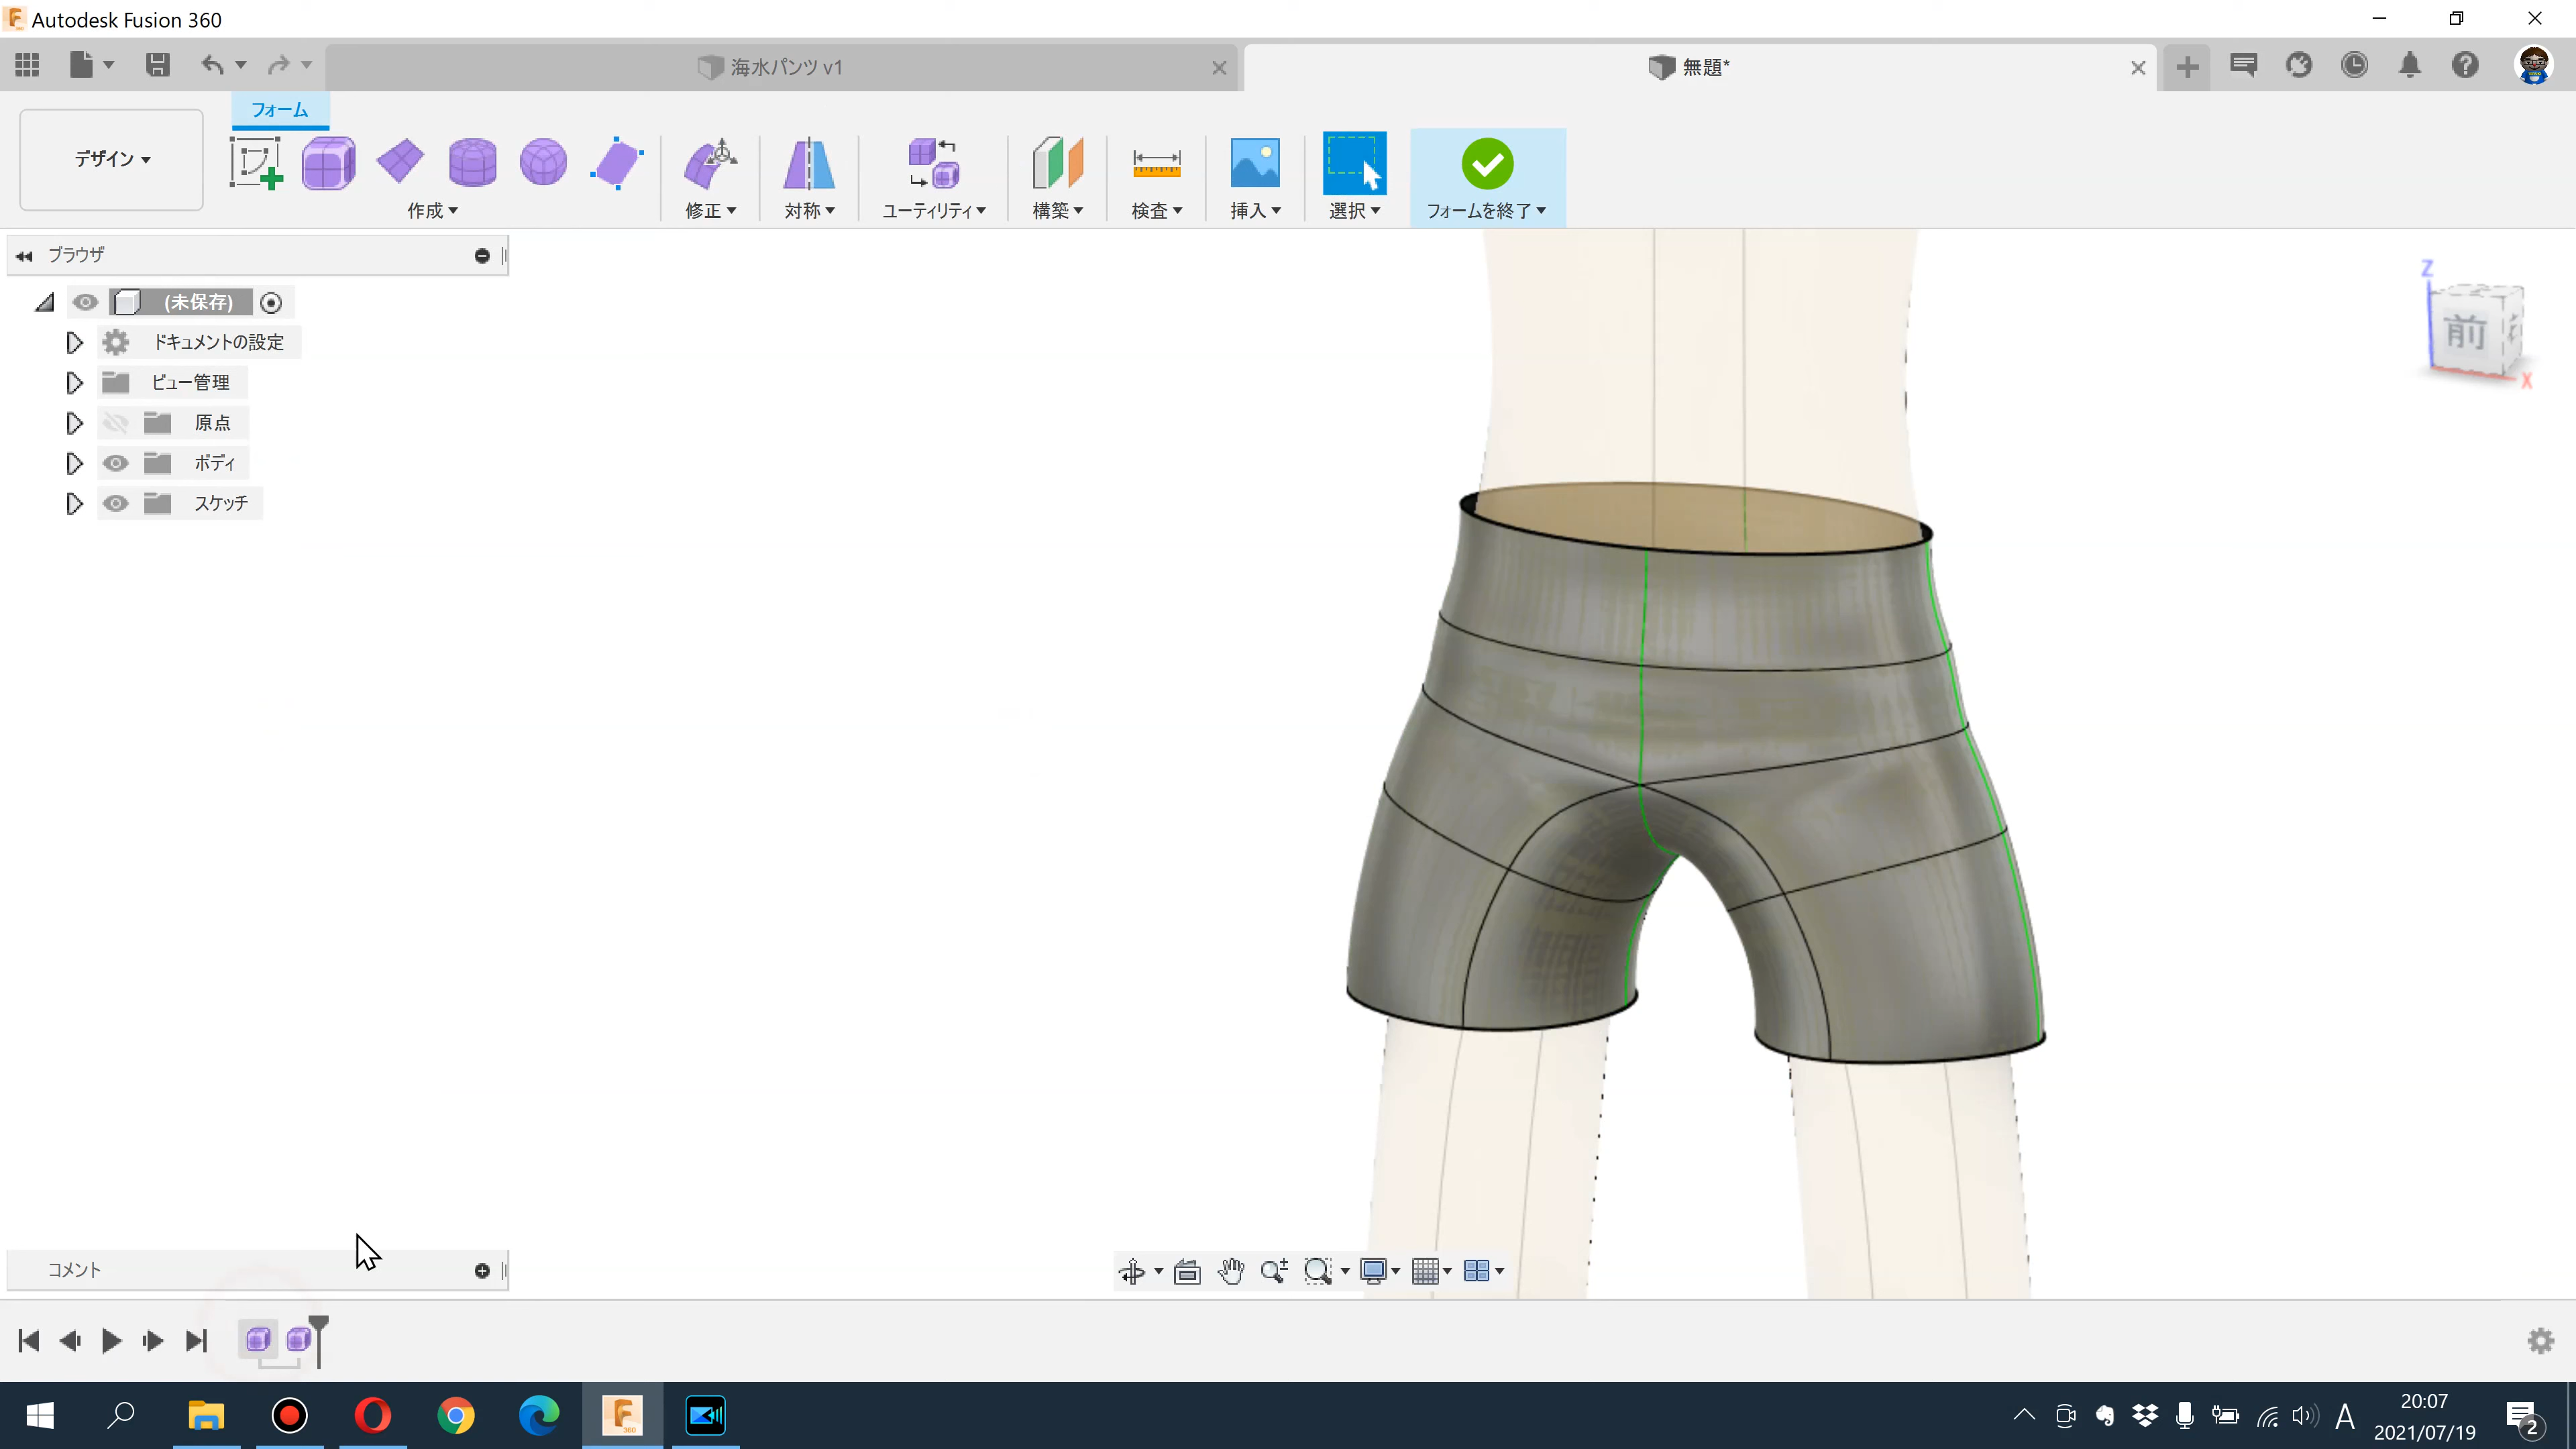 Autodesk Fusion 360
海水パンツ v1
無題*
フォーム
デザイン
作成
修正
対称
ユーティリティ
構築
検査
挿入
選択
フォームを終了
ブラウザ
(未保存)
ドキュメントの設定
ビュー管理
原点
ボディ
スケッチ
Z
前
X
コメント
360
A
20:07
2021/07/19
2